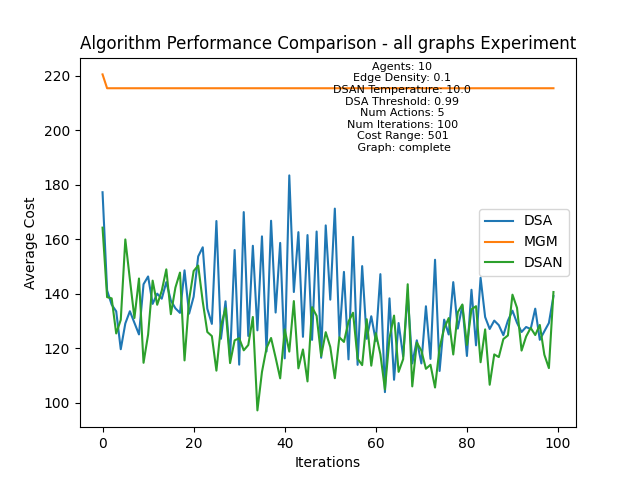 Algorithm Performance Comparison - all graphs Experiment
Agents: 10
Edge Density: 0.1
DSAN Temperature: 10.0
DSA Threshold: 0.99
Num Actions: 5
Num Iterations: 100
Cost Range: 501
Graph: complete
220
200
180
160
140
120
100
Average Cost
DSA
MGM
DSAN
0
20
40
60
80
100
Iterations